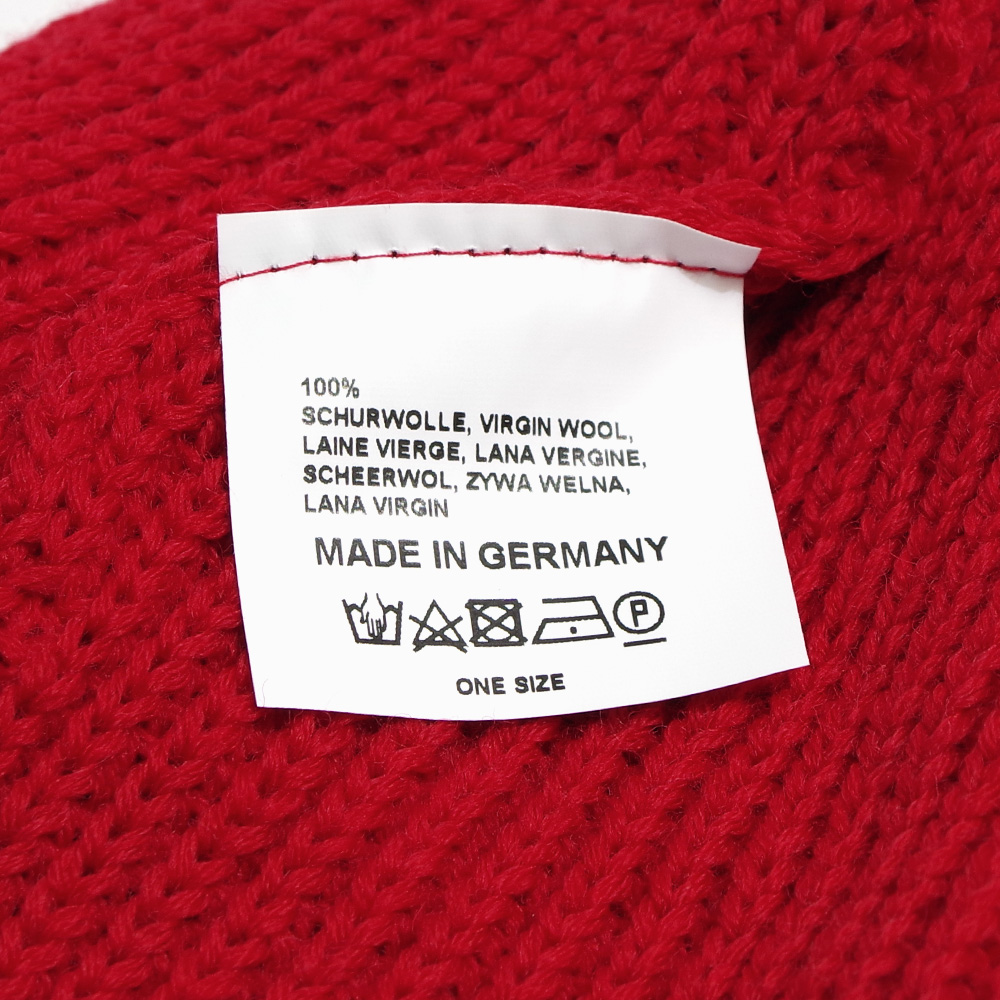 100%
SCHURWOLLE, VIRGIN WOOL,
LAINE VIERGE, LANA VERGINE,
SCHEERWOL, ZYWA WELNA,
LANA VIRGIN
MADE IN GERMANY
P
ONE SIZE